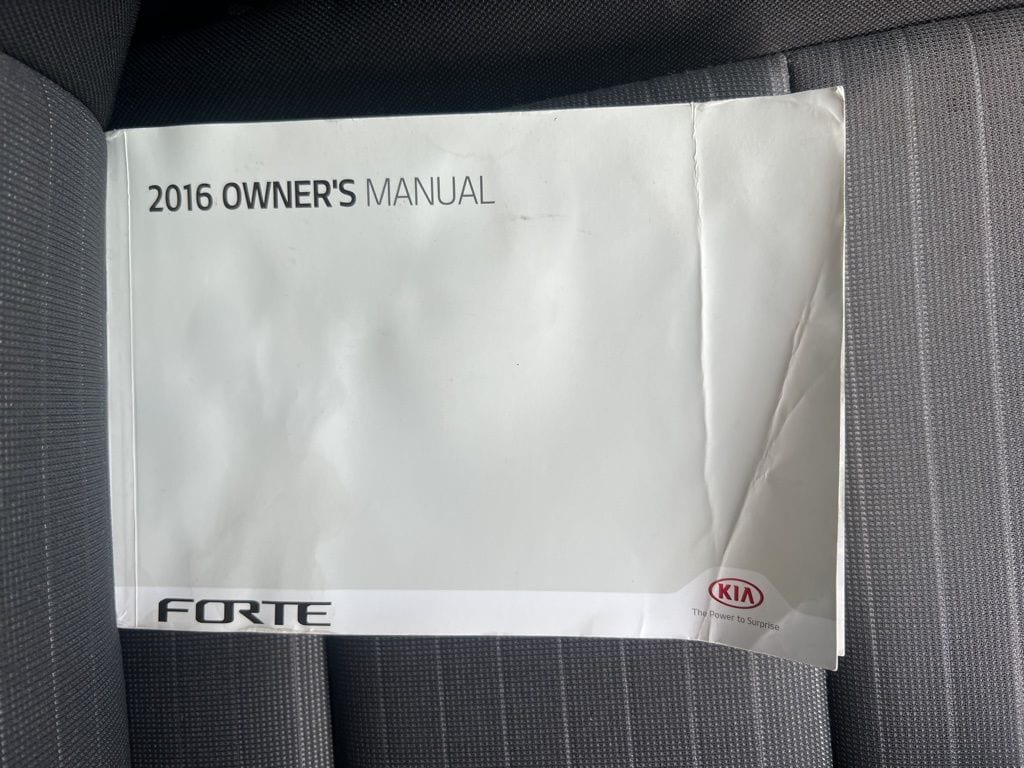 2016 OWNER'S MANUAL
FORTE
KIA
The Power to Surprise